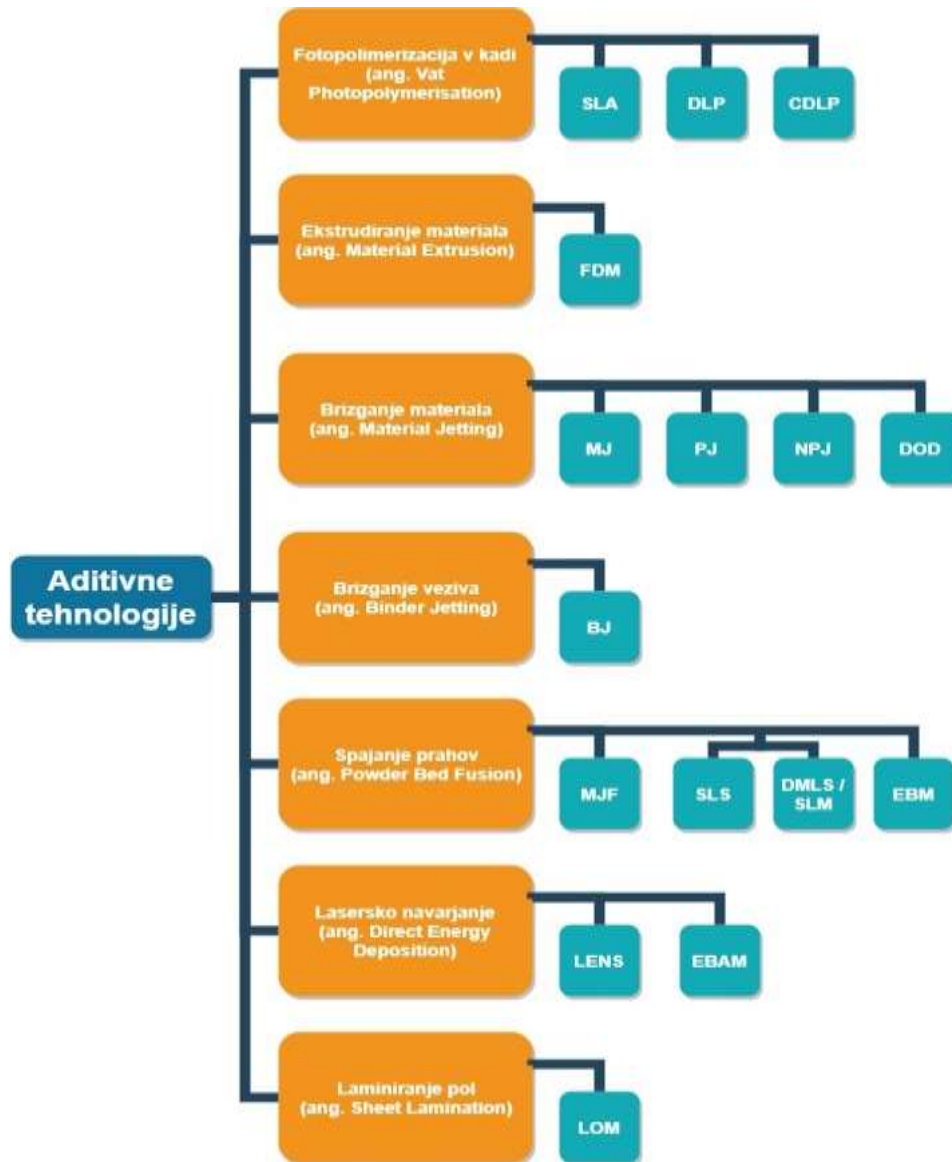 Fotopolimerizacija v kadi
(ang. Vat
Photopolymerisation)
SLA
DLP
CDLP
Ekstrudiranje materiala
(ang. Material Extrusion)
FDM
Brizganje materiala
(ang. Material Jetting)
MJ
PJ
NPJ
DOD
Aditivne
tehnologije
Brizganje veziva
(ang. Binder Jetting)
BJ
Spajanje prahov
(ang. Powder Bed Fusion)
MJF
SLS
DMLS /
SLM
EBM
Lasersko navarjanje
(ang. Direct Energy
Deposition)
LENS
EBAM
Laminiranje pol
(ang. Sheet Lamination)
LOM